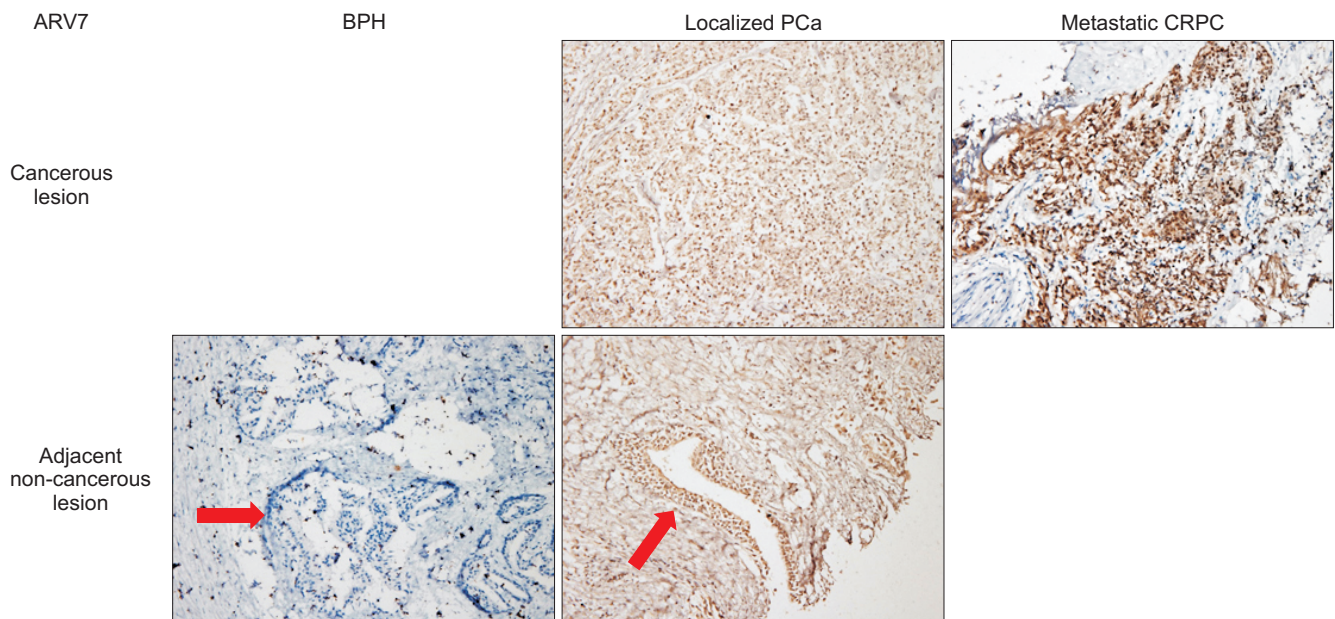 ARV7
BPH
Localized PCa
Metastatic CRPC
Cancerous
lesion
Adjacent
non-cancerous
lesion